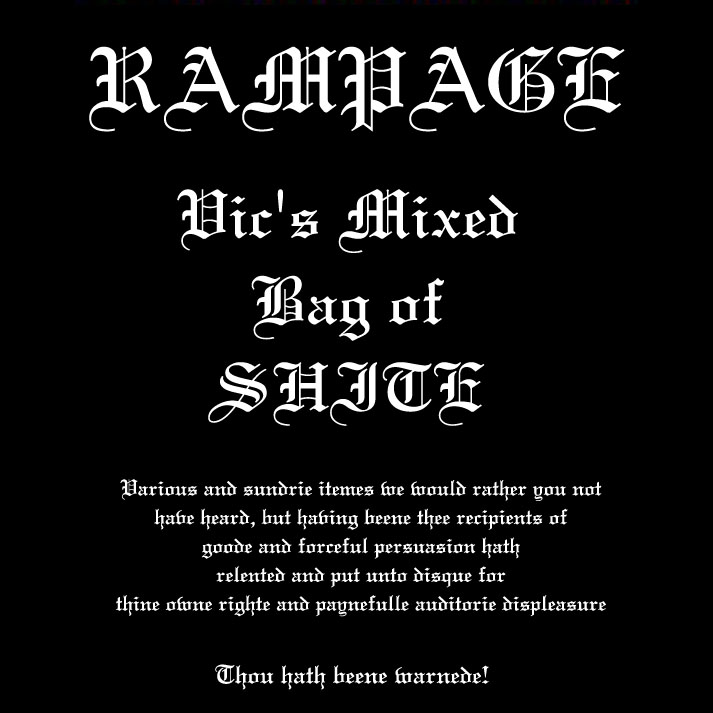 RAMPAGE
Vic's Mixed
Bag of
SHITE
Various and sundrie itemes we would rather you not
have heard, but having beene thee recipients of
goode and forceful persuasion hath
relented and put unto disque for
thine owne righte and paynefulle auditorie displeasure
Thou hath beene warnede!